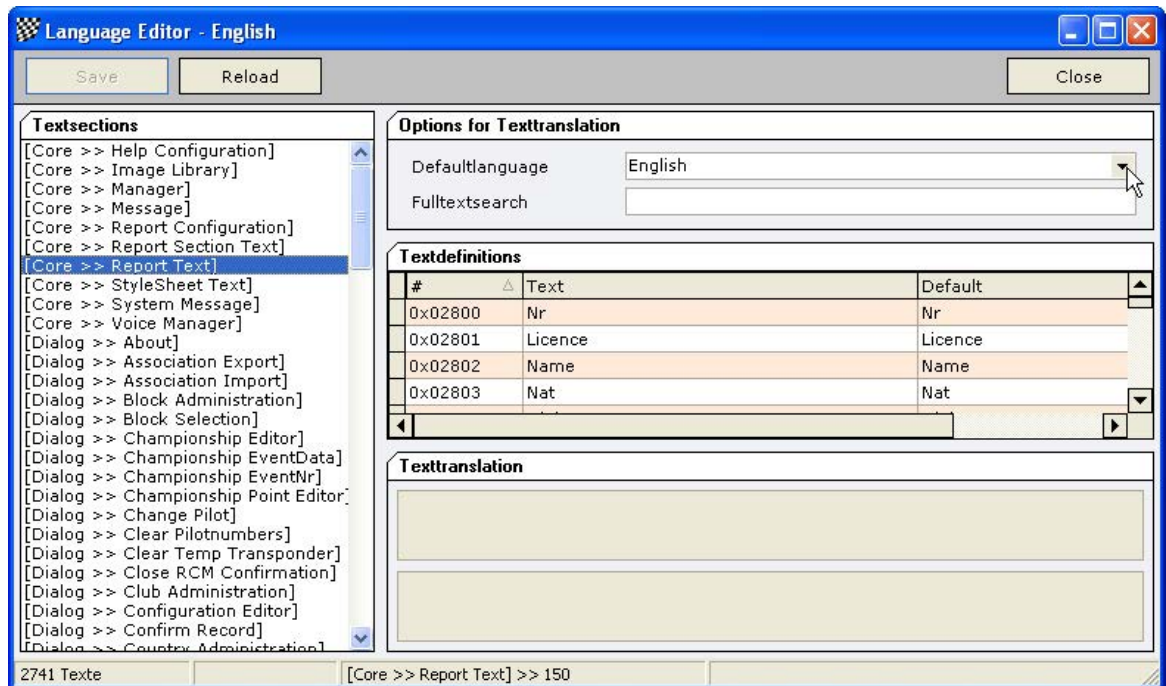 Language Editor - English
Save
Reload
Close
Textsections
[Core >> Help Configuration]
[Core >> Image Library]
[Core >> Manager]
[Core >> Message]
[Core >> Report Configuration]
[Core >> Report Section Text]
[Core >> Report Text]
[Core >> StyleSheet Text]
[Core >> System Message]
[Core >> Voice Manager]
[Dialog >> About]
[Dialog >> Association Export]
[Dialog >> Association Import]
[Dialog >> Block Administration]
[Dialog >> Block Selection]
[Dialog >> Championship Editor]
[Dialog >> Championship EventData]
[Dialog >> Championship EventNr]
[Dialog >> Championship Point Editor]
[Dialog >> Change Pilot]
[Dialog >> Clear Pilotnumbers]
[Dialog >> Clear Temp Transponder]
[Dialog >> Close RCM Confirmation]
[Dialog >> Club Administration]
[Dialog >> Configuration Editor]
[Dialog >> Confirm Record]
[Dialog >> Country Administration]
Options for Texttranslation
Defaultlanguage English
Fulltextsearch
Textdefinitions
# Text Default
0x02800 Nr Nr
0x02801 Licence Licence
0x02802 Name Name
0x02803 Nat Nat
Texttranslation
2741 Texte [Core >> Report Text] >> 150